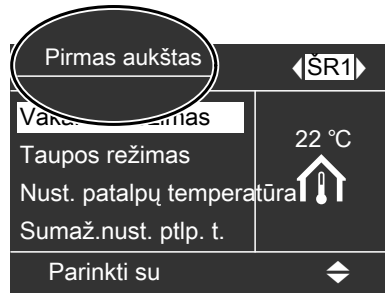 Pirmas aukštas
ŠR1
Taupos režimas
22 °C
Nust. patalpų temperatūra
Sumaž.nust. ptlp. t.
Parinkti su